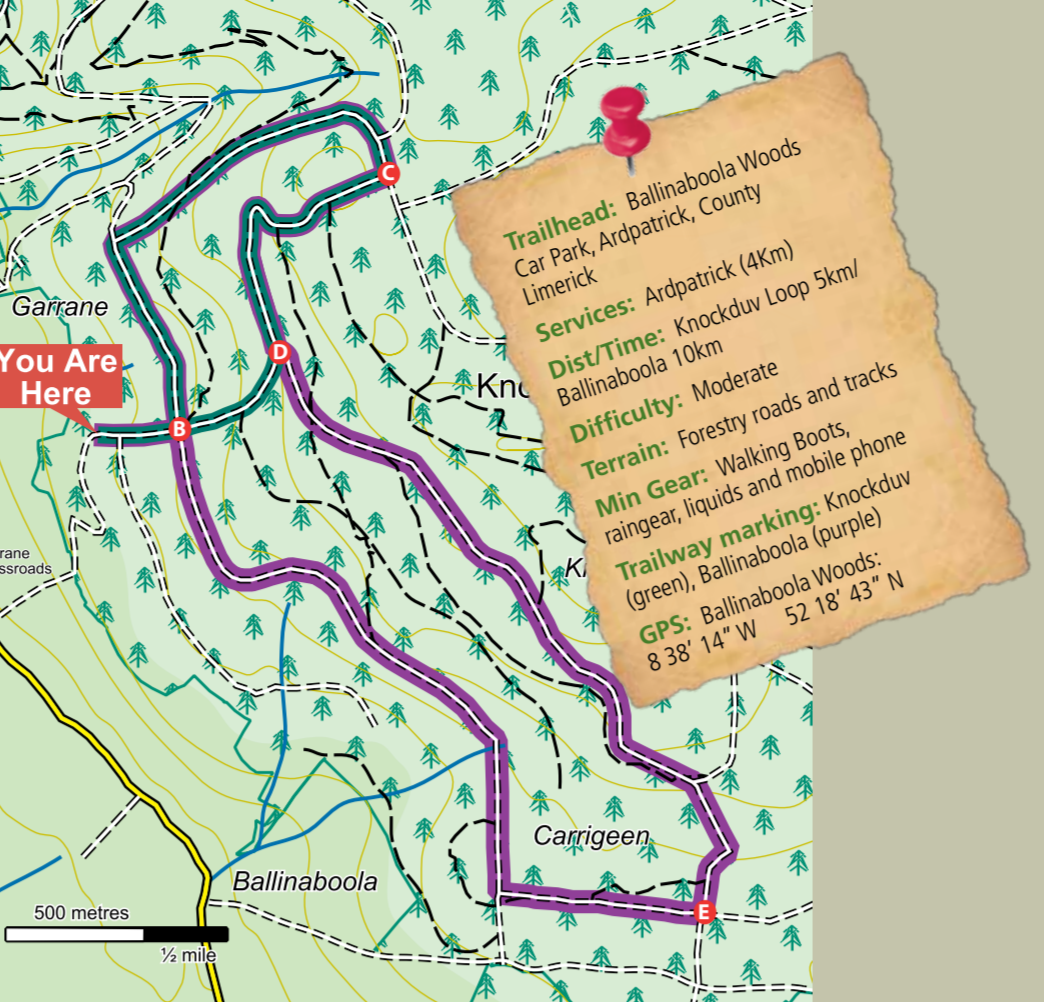 C
Garrane
You Are
Here
D
B
Kno
K
rane
ssroads
Carrigeen
Ballinaboola
E
500 metres
½ mile
Trailhead: Ballinaboola Woods
Car Park, Ardpatrick, County
Limerick
Services: Ardpatrick (4Km)
Dist/Time: Knockduv Loop 5km/
Ballinaboola 10km
Difficulty: Moderate
Terrain: Forestry roads and tracks
Min Gear: Walking Boots,
raingear, liquids and mobile phone
Trailway marking: Knockduv
(green), Ballinaboola (purple)
GPS: Ballinaboola Woods:
8 38’ 14” W 52 18’ 43” N